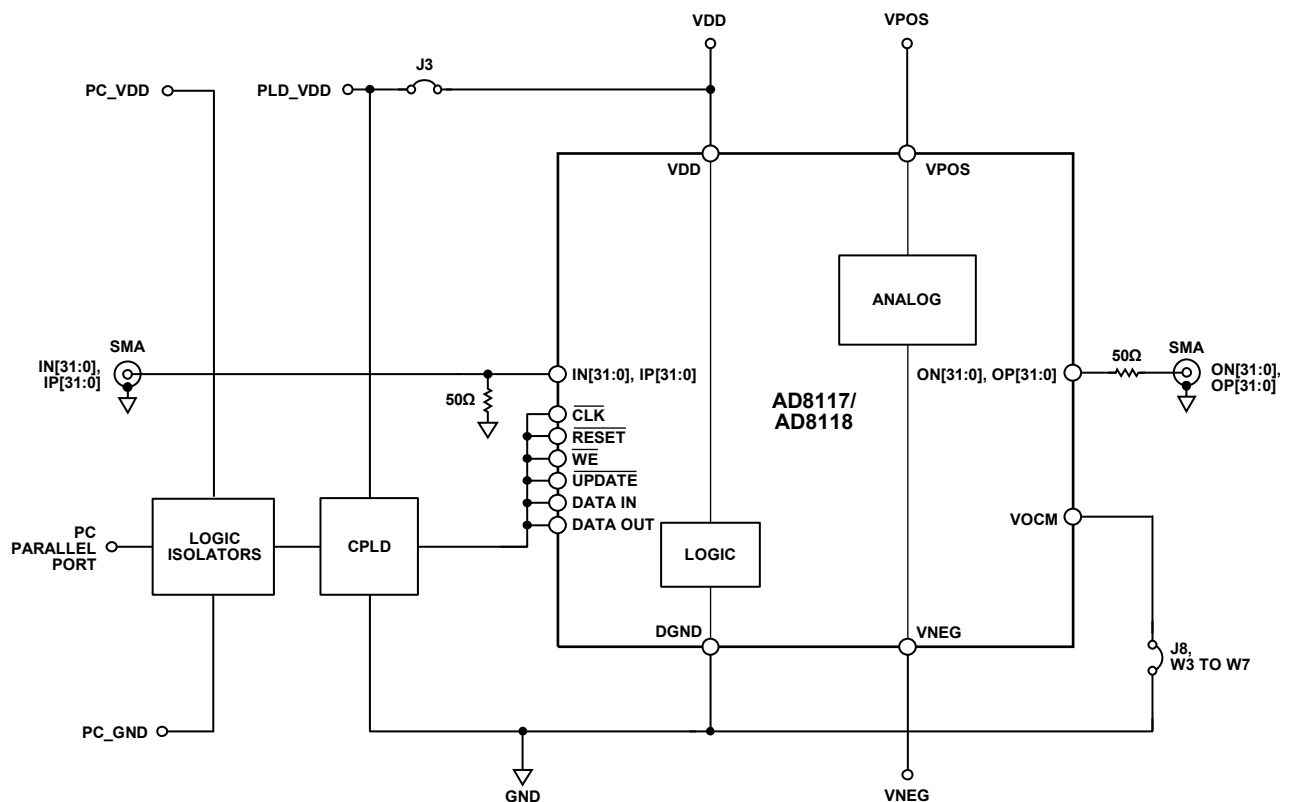 VDD
VPOS
J3
PC_VDD
PLD_VDD
VDD
VPOS
ANALOG
SMA
IN[31:0],
IP[31:0]
50Ω
IN[31:0], IP[31:0]
CLK
RESET
WE
UPDATE
DATA IN
DATA OUT
AD8117/
AD8118
ON[31:0], OP[31:0]
50Ω
SMA
ON[31:0],
OP[31:0]
VOCM
PC
PARALLEL
PORT
LOGIC
ISOLATORS
CPLD
LOGIC
DGND
VNEG
J8,
W3 TO W7
PC_GND
GND
VNEG